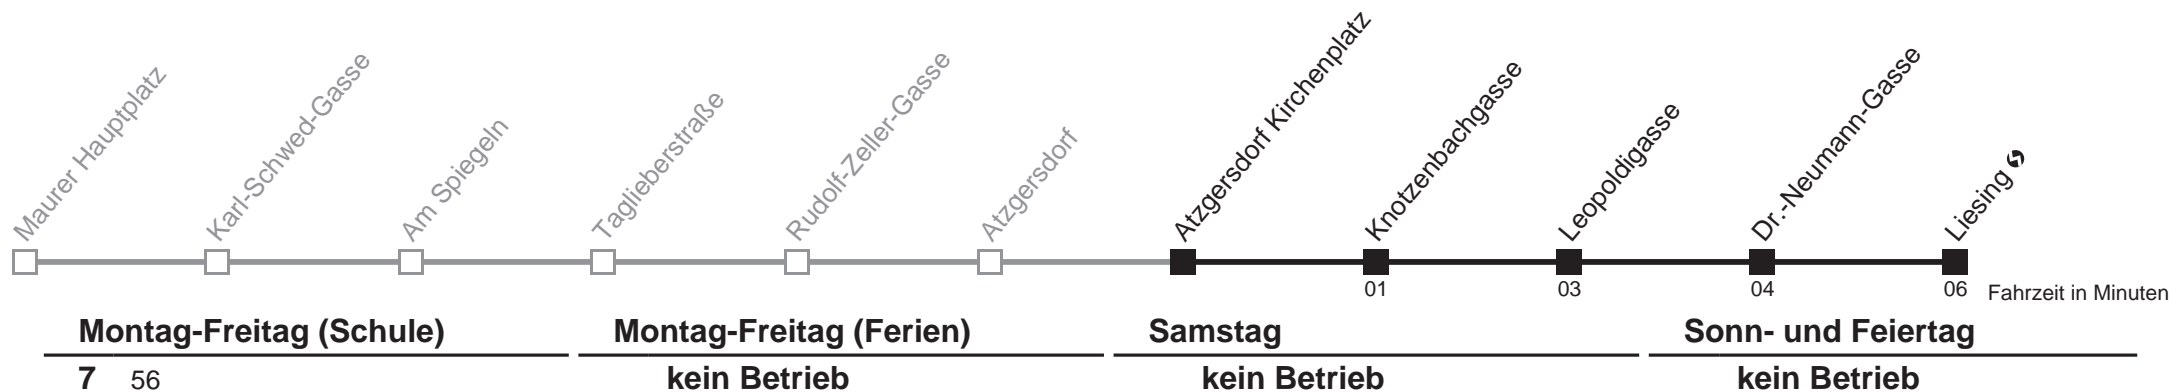 Maurer Hauptplatz
Karl-Schwed-Gasse
Am Spiegeln
Taglieberstraße
Rudolf-Zeller-Gasse
Atzgersdorf
Atzgersdorf Kirchenplatz
Knotzenbachgasse
Leopoldigasse
Dr.-Neumann-Gasse
Liesing
01 03 04 06 Fahrzeit in Minuten
Montag-Freitag (Schule) Montag-Freitag (Ferien) Samstag Sonn- und Feiertag
7 56 kein Betrieb kein Betrieb kein Betrieb